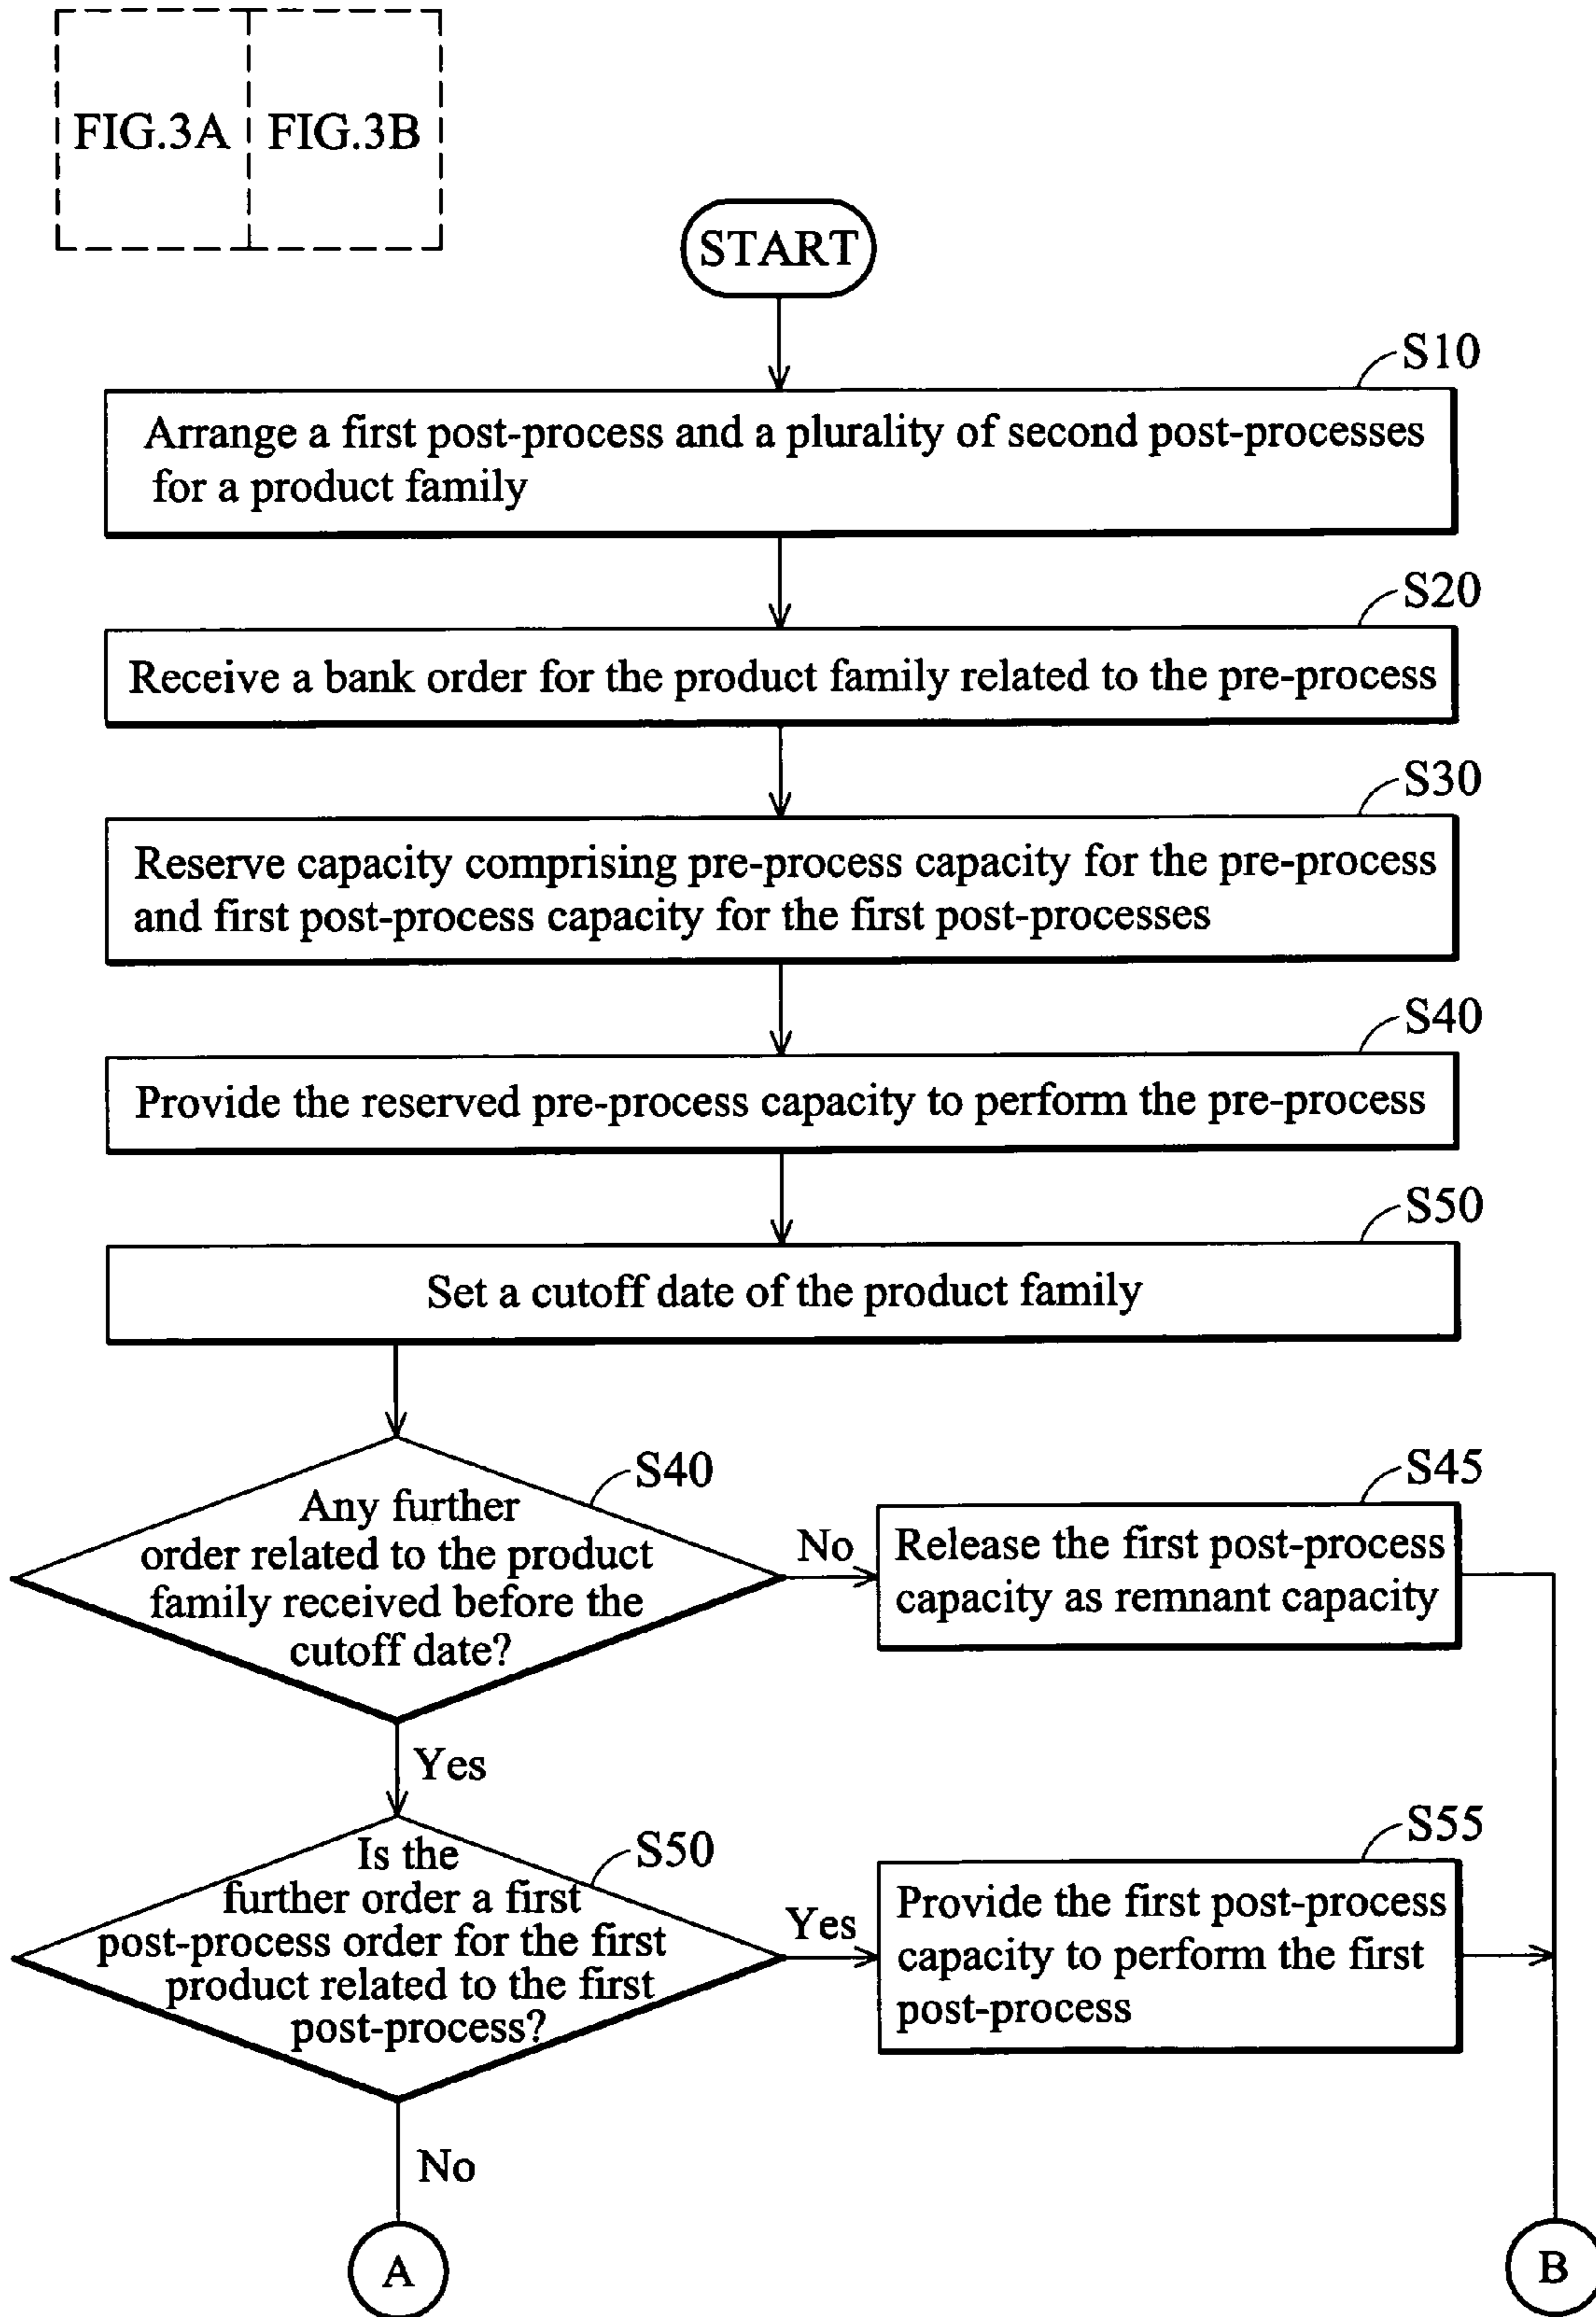 FIG.3A FIG.3B
START
S10
Arrange a first post-process and a plurality of second post-processes
for a product family
S20
Receive a bank order for the product family related to the pre-process
S30
Reserve capacity comprising pre-process capacity for the pre-process
and first post-process capacity for the first post-processes
S40
Provide the reserved pre-process capacity to perform the pre-process
S50
Set a cutoff date of the product family
S40
Any further
order related to the product
family received before the
cutoff date?
No
S45
Release the first post-process
capacity as remnant capacity
Yes
S50
Is the
further order a first
post-process order for the first
product related to the first
post-process?
Yes
S55
Provide the first post-process
capacity to perform the first
post-process
No
A
B